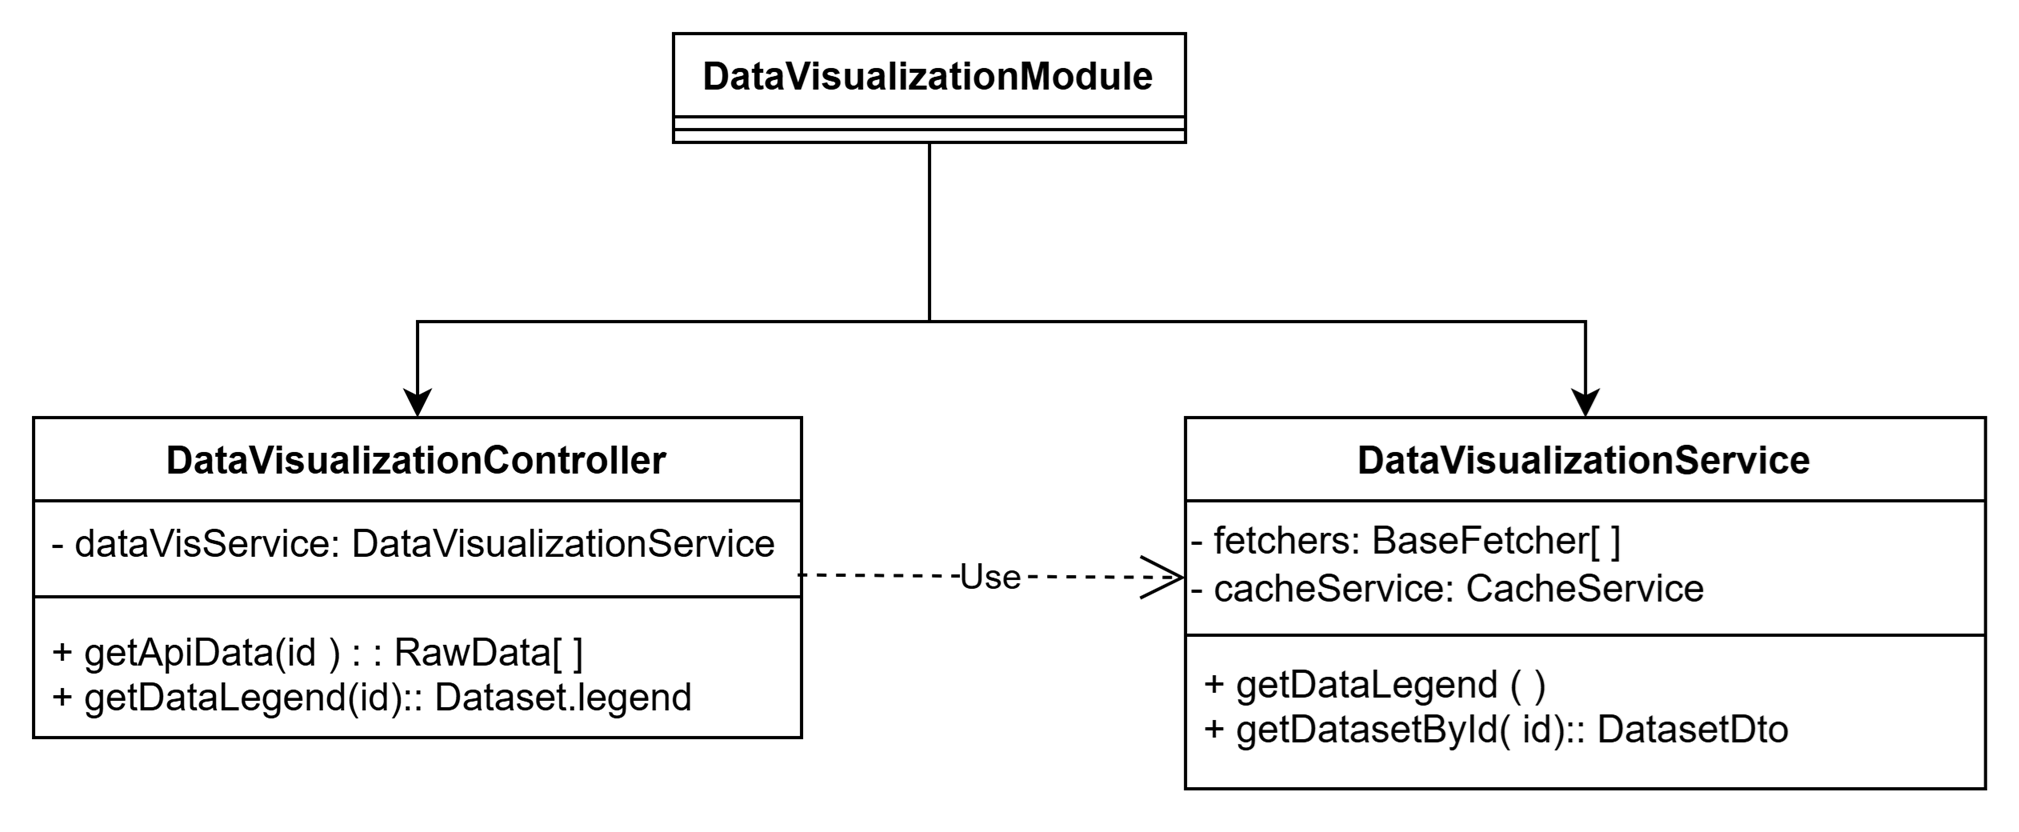 DataVisualizationModule
DataVisualizationController
- dataVisService: DataVisualizationService
+ getApiData(id ) : : RawData[ ]
+ getDataLegend(id):: Dataset.legend
Use
DataVisualizationService
- fetchers: BaseFetcher[ ]
- cacheService: CacheService
+ getDataLegend ( )
+ getDatasetById( id):: DatasetDto